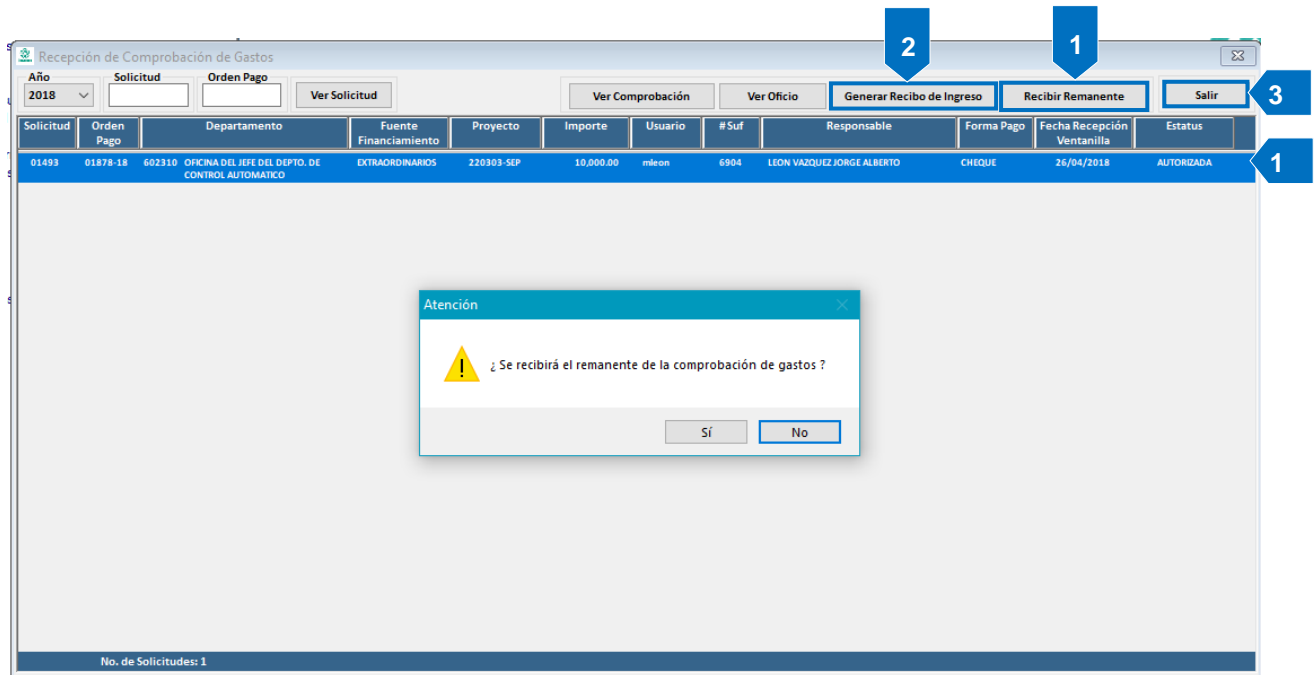 2
1
Recepción de Comprobación de Gastos
Año
Solicitud
Orden Pago
2018
Ver Solicitud
Ver Comprobación
Ver Oficio
Generar Recibo de Ingreso
Recibir Remanente
Salir
3
Solicitud
Orden
Pago
Departamento
Fuente
Financiamiento
Proyecto
Importe
Usuario
# Suf
Responsable
Forma Pago
Fecha Recepción
Ventanilla
Estatus
01493
01878-18
602310
OFICINA DEL JEFE DEL DEPTO. DE
CONTROL AUTOMATICO
EXTRAORDINARIOS
220303-SEP
10,000.00
mleon
6904
LEON VAZQUEZ JORGE ALBERTO
CHEQUE
26/04/2018
AUTORIZADA
1
Atención
¿ Se recibirá el remanente de la comprobación de gastos ?
Sí
No
No. de Solicitudes: 1